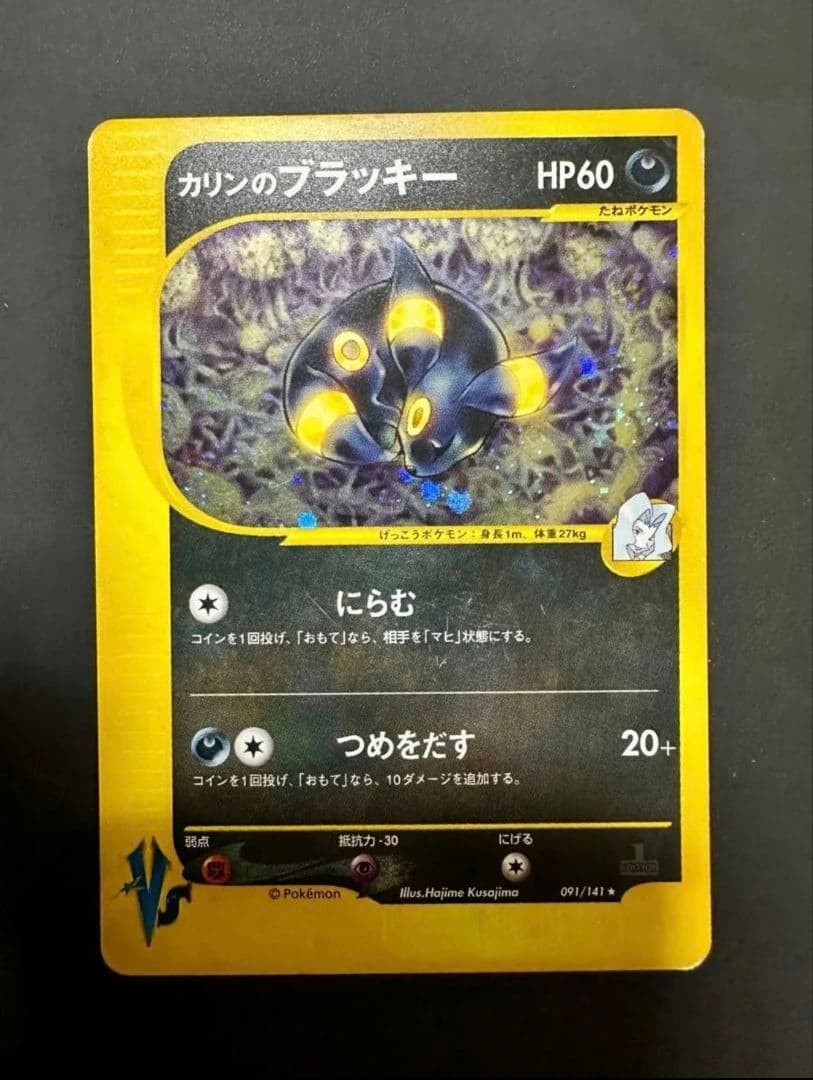 カリンのブラッキー HP60
たねポケモン
げっこうポケモン：身長1m、体重27kg
にらむ
コインを1回投げ、「おもて」なら、相手を「マヒ」状態にする。
つめをだす 20+
コインを1回投げ、「おもて」なら、10ダメージを追加する。
弱点 抵抗力-30 にげる
1 EDITION
VS
©Pokémon Illus.Hajime Kusajima 091/141★